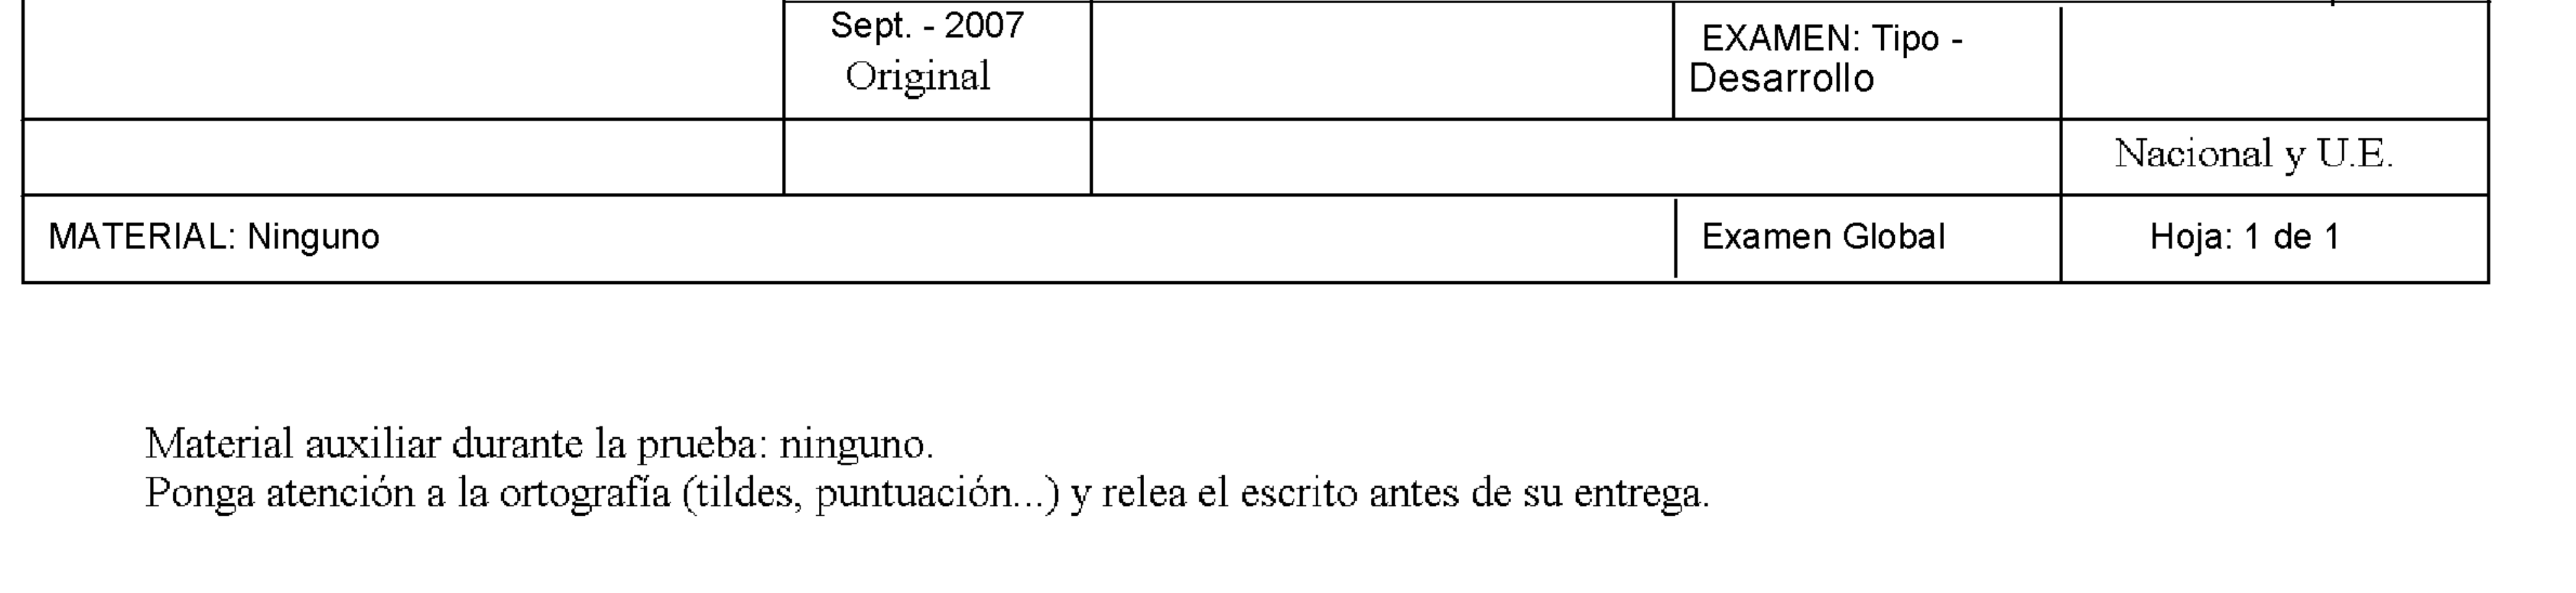 Sept. - 2007
Original
EXAMEN: Tipo -
Desarrollo
Nacional y U.E.
MATERIAL: Ninguno
Examen Global
Hoja: 1 de 1
Material auxiliar durante la prueba: ninguno.
Ponga atención a la ortografía (tildes, puntuación...) y relea el escrito antes de su entrega.